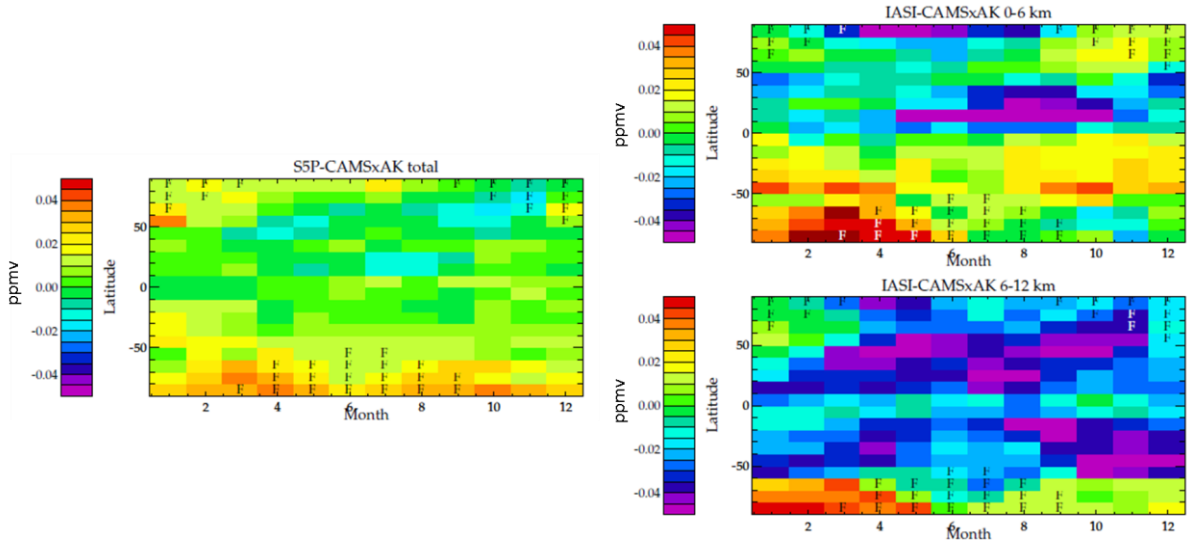 S5P-CAMSxAK total
ppmv
0.04
0.02
0.00
-0.02
-0.04
Latitude
50
0
-50
F F F F F F F
F F F F F
F F F
F
F F
F F F F
F F F F F F
F F F F F F F
2 4 6 8 10 12
Month
IASI-CAMSxAK 0-6 km
ppmv
0.04
0.02
0.00
-0.02
-0.04
Latitude
50
0
-50
F F F F F F F
F F F F
F F F
F
F F
F F F F F
F F F F F F
F F F F F F F
2 4 6 8 10 12
Month
IASI-CAMSxAK 6-12 km
ppmv
0.04
0.02
0.00
-0.02
-0.04
Latitude
50
0
-50
F F F F F F F
F F F F F
F F F
F
F F
F F F F F
F F F F F F
F F F F F F F
2 4 6 8 10 12
Month